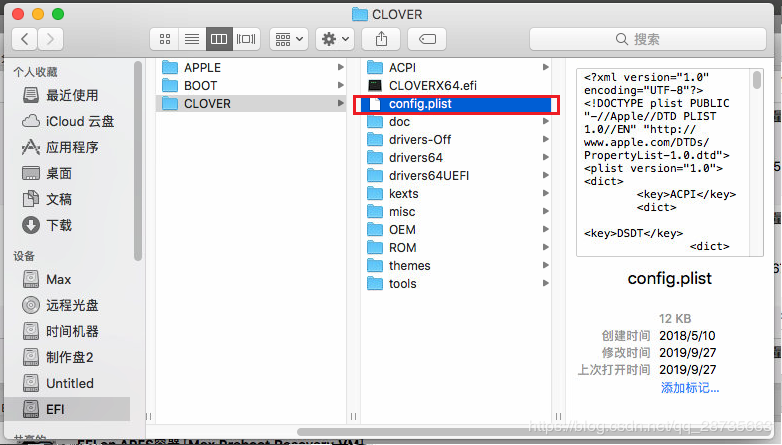 CLOVER
搜索
个人收藏
最近使用
iCloud 云盘
应用程序
桌面
文稿
下载
设备
Max
远程光盘
时间机器
制作盘2
Untitled
EFI
APPLE
BOOT
CLOVER
ACPI
CLOVERX64.efi
config.plist
doc
drivers-Off
drivers64
drivers64UEFI
kexts
misc
OEM
ROM
themes
tools
<?xml version="1.0"
encoding="UTF-8"?>
<!DOCTYPE plist PUBLIC
"-//Apple//DTD PLIST
1.0//EN" "http://
www.apple.com/DTDs/
PropertyList-1.0.dtd">
<plist version="1.0">
<dict>
<key>ACPI</key>
<dict>
<key>DSDT</key>
<dict>
config.plist
12 KB
创建时间 2018/5/10
修改时间 2019/9/27
上次打开时间 2019/9/27
添加标记...